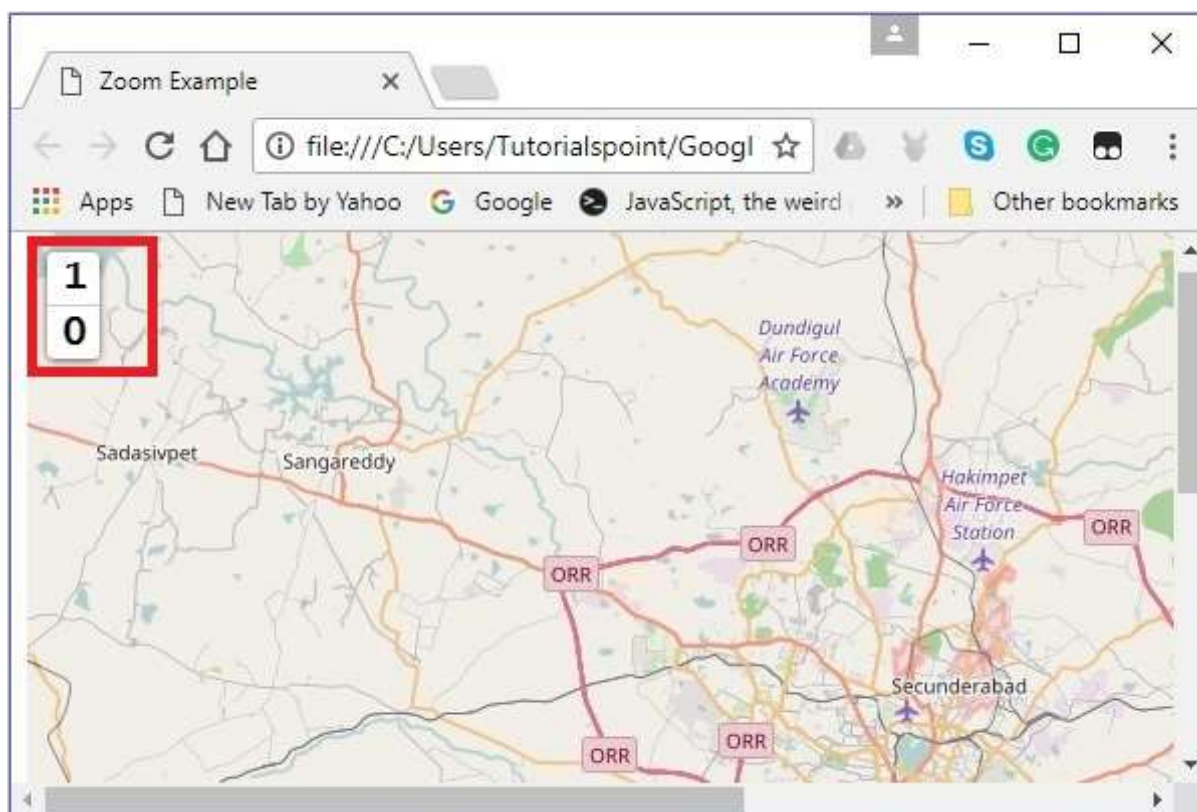 Zoom Example
file:///C:/Users/Tutorialspoint/Googl
Apps New Tab by Yahoo Google JavaScript, the weird » Other bookmarks
1
0
Dundigul
Air Force
Academy
Sadasivpet
Sangareddy
Hakimpet
Air Force
Station
ORR
ORR
ORR
Secunderabad
ORR
ORR